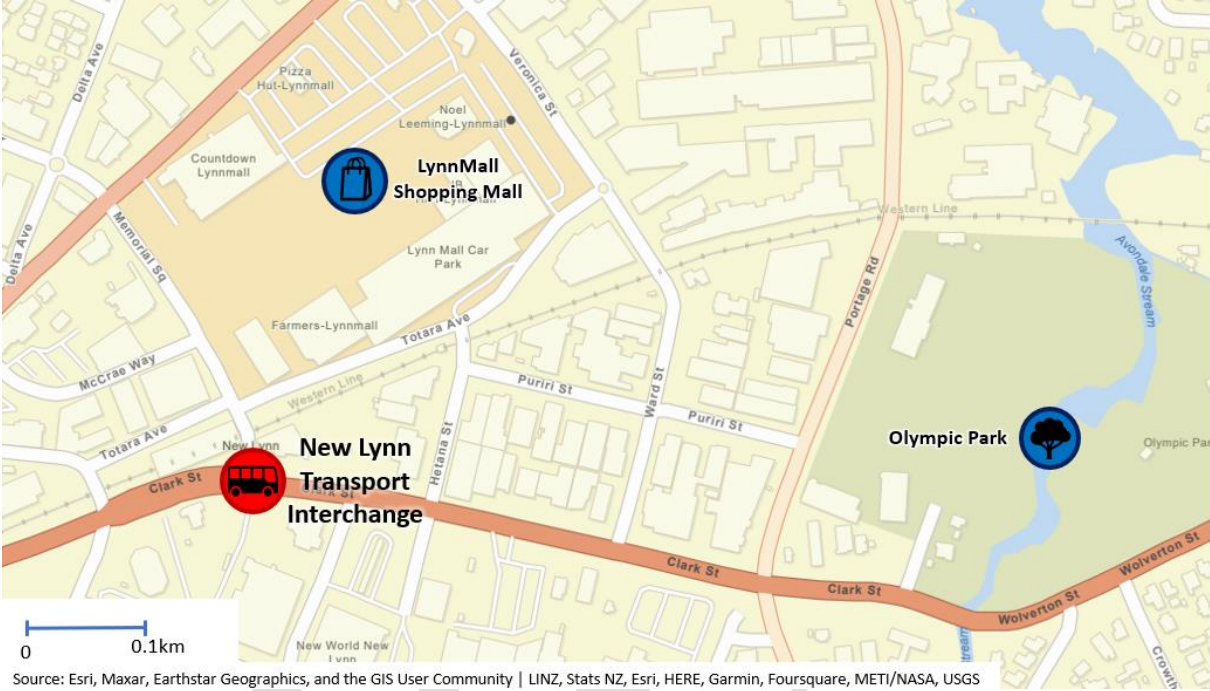 Delta Ave
Pizza
Hut-Lynnmall
Veronica St
Noel
Leeming-Lynnmall
Countdown
Lynnmall
LynnMall
Shopping Mall
Delta Ave
Memorial Sq
Lynn Mall Car
Park
Western Line
Avondale Stream
Portage Rd
Farmers-Lynnmall
Totara Ave
McCrae Way
Western Line
Puriri St
Ward St
Puriri St
Hetana St
Olympic Park
Olympic Par
Totara Ave
New Lynn
New Lynn
Transport
Interchange
Clark St
Clark St
Clark St
Clark St
Wolverton St
Wolverton St
Stream
Crowth
New World New
Lynn
0
0.1km
Source: Esri, Maxar, Earthstar Geographics, and the GIS User Community | LINZ, Stats NZ, Esri, HERE, Garmin, Foursquare, METI/NASA, USGS